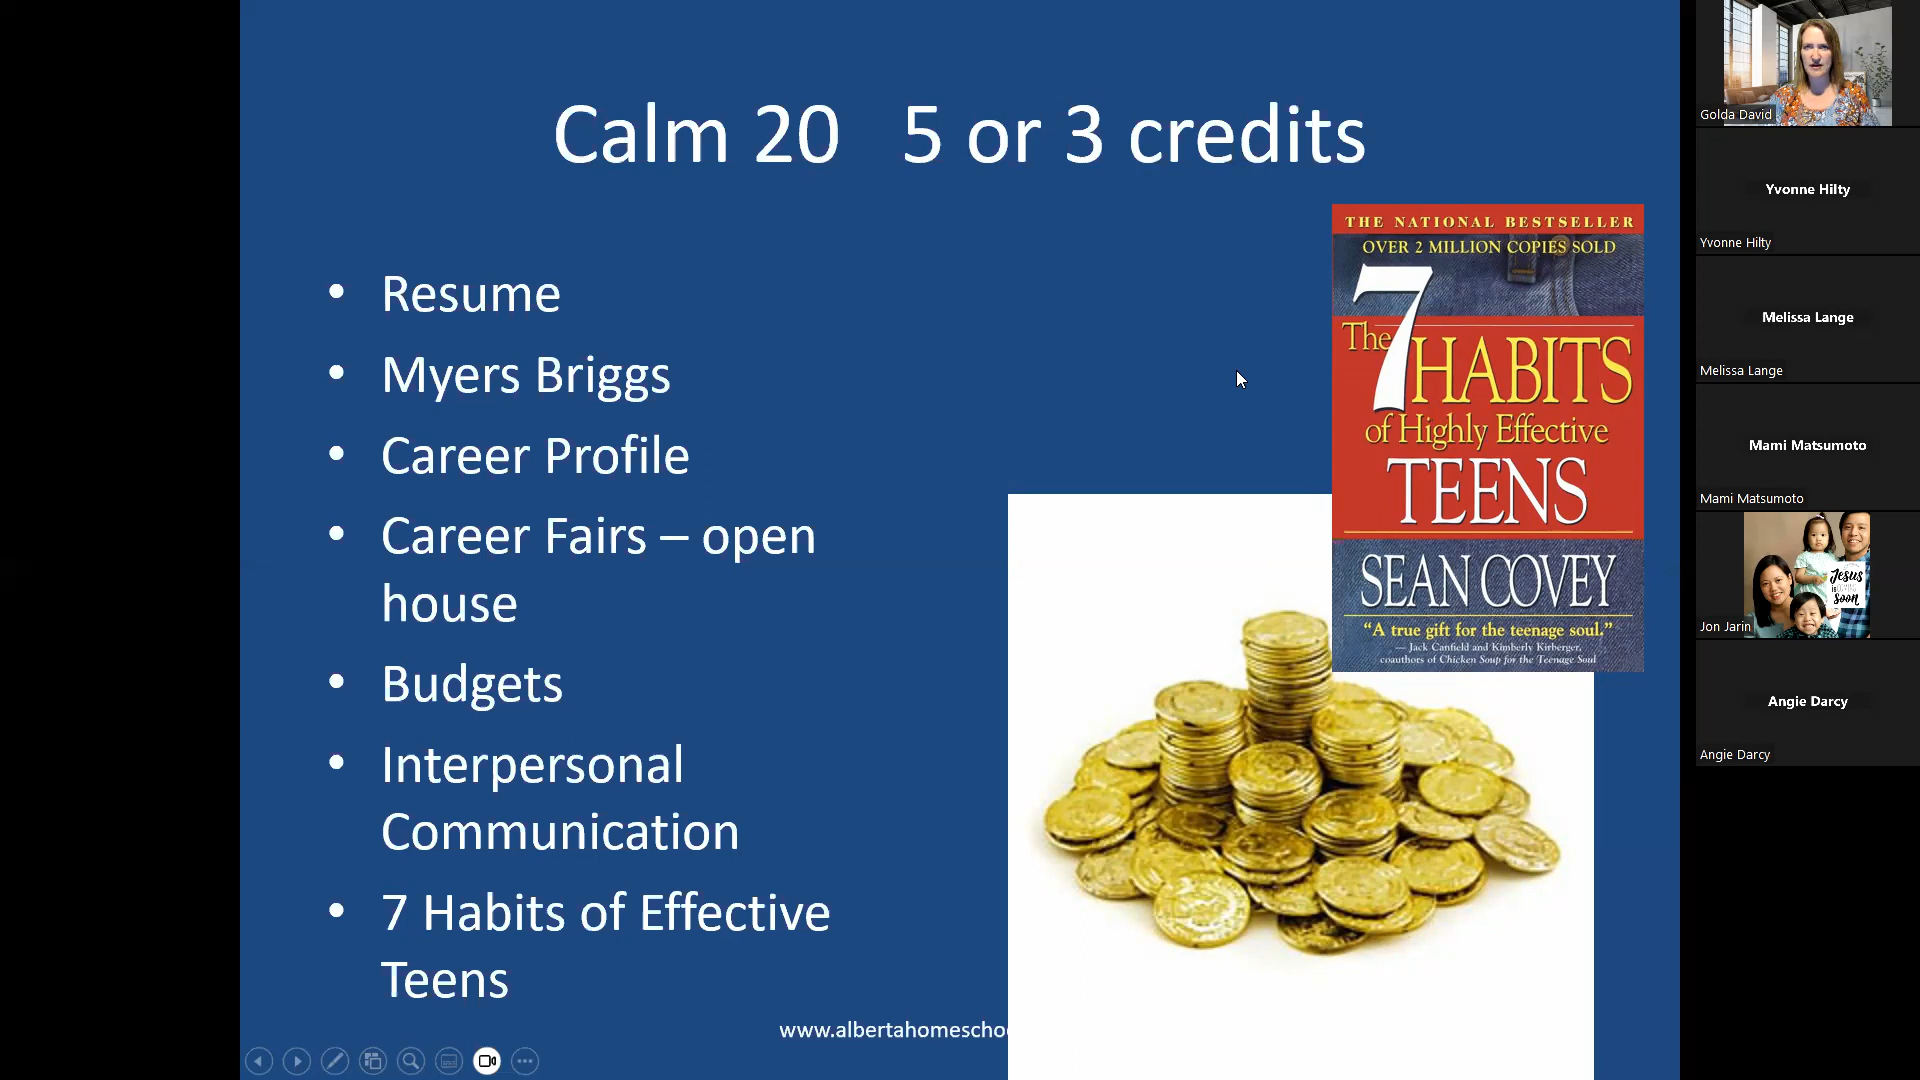 Calm 20 5 or 3 credits
• Resume
• Myers Briggs
• Career Profile
• Career Fairs – open
house
• Budgets
• Interpersonal
Communication
• 7 Habits of Effective
Teens
www.albertahomeschoo
THE NATIONAL BESTSELLER
OVER 2 MILLION COPIES SOLD
The 7 HABITS
of Highly Effective
TEENS
SEAN COVEY
“A true gift for the teenage soul.”
— Jack Canfield and Kimberly Kirberger,
coauthors of Chicken Soup for the Teenage Soul
Golda David
Yvonne Hilty
Yvonne Hilty
Melissa Lange
Melissa Lange
Mami Matsumoto
Mami Matsumoto
Jesus
soon
Jon Jarin
Angie Darcy
Angie Darcy